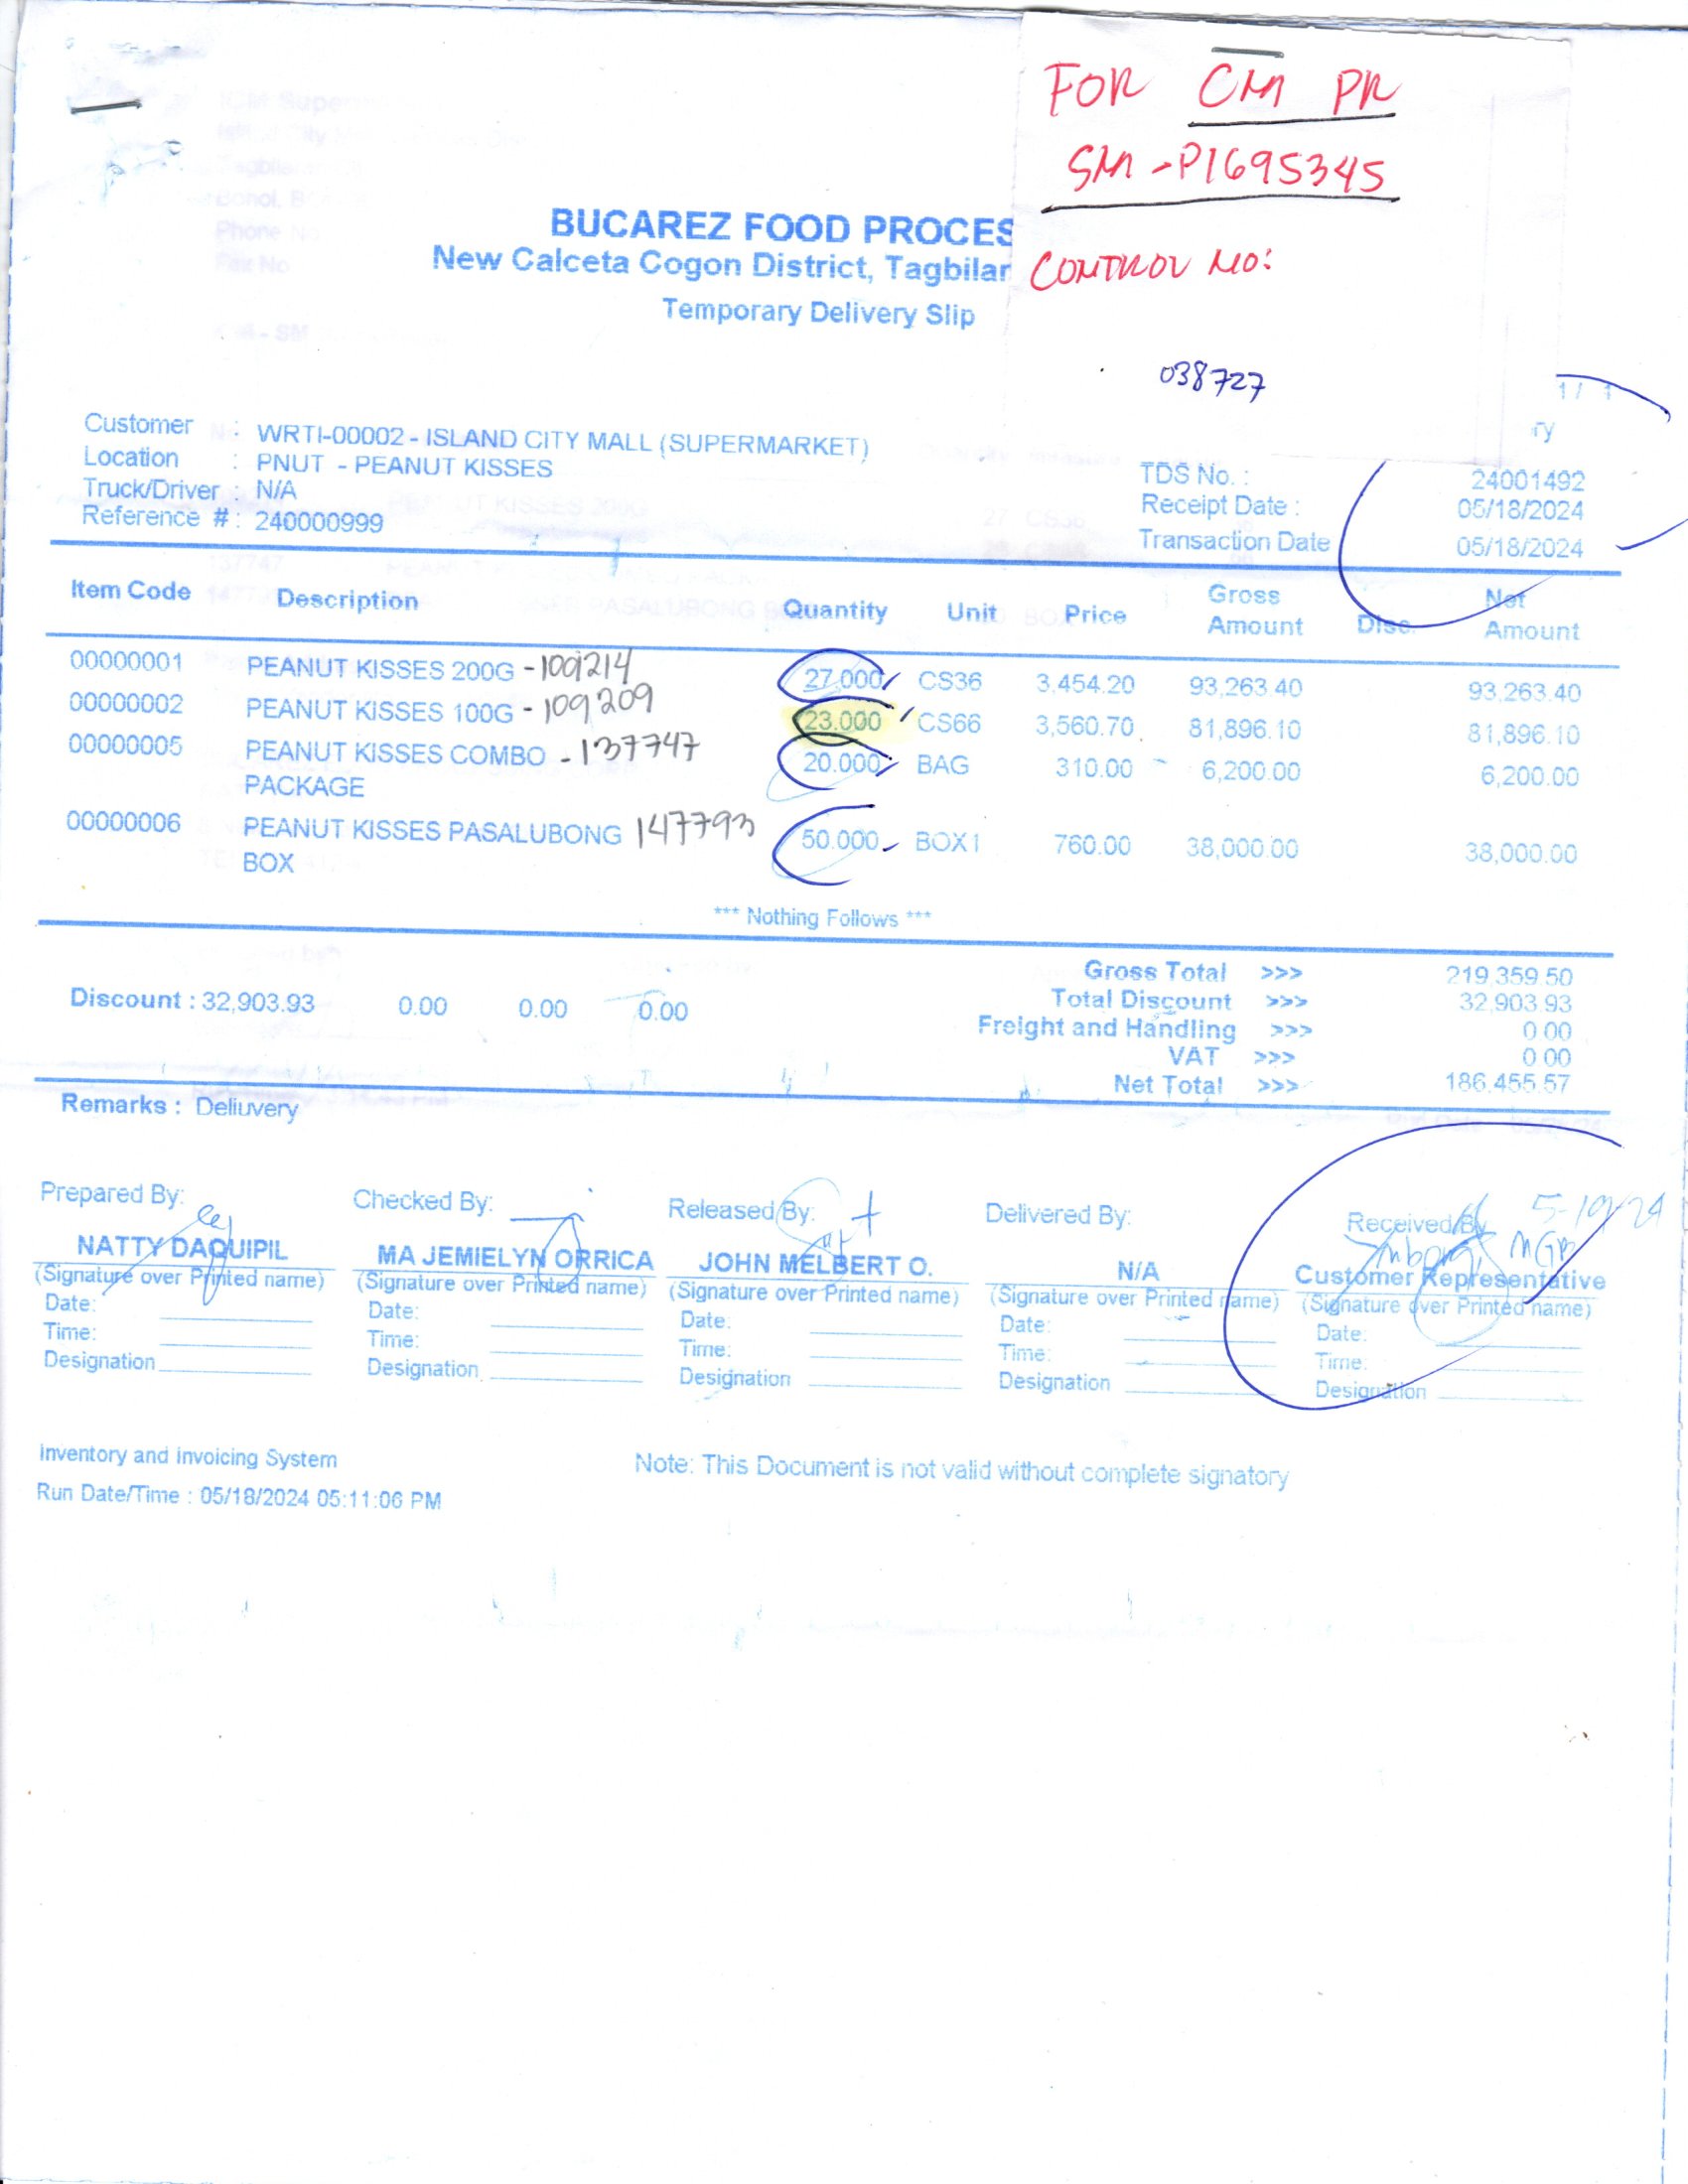 FOR CM PR
SM-P1695345
CONTROL NO:
038727
BUCAREZ FOOD PROCES
New Calceta Cogon District, Tagbilar
Temporary Delivery Slip
1 / 1
ry
Customer : WRTI-00002 - ISLAND CITY MALL (SUPERMARKET)
Location : PNUT - PEANUT KISSES
Truck/Driver : N/A
Reference # : 240000999
TDS No. : 24001492
Receipt Date : 05/18/2024
Transaction Date 05/18/2024
Item Code Description Quantity Unit Price Gross Amount Disc. Net Amount
00000001 PEANUT KISSES 200G - 109214 27.000 CS36 3,454.20 93,263.40 93,263.40
00000002 PEANUT KISSES 100G - 109209 23.000 CS66 3,560.70 81,896.10 81,896.10
00000005 PEANUT KISSES COMBO - 137747 20.000 BAG 310.00 6,200.00 6,200.00
PACKAGE
00000006 PEANUT KISSES PASALUBONG 147793 50.000 BOX1 760.00 38,000.00 38,000.00
BOX
*** Nothing Follows ***
Gross Total >>> 219,359.50
Discount : 32,903.93 0.00 0.00 0.00
Total Discount >>> 32,903.93
Freight and Handling >>> 0.00
VAT >>> 0.00
Net Total >>> 186,455.57
Remarks : Deliuvery
Prepared By: Checked By: Released By: Delivered By: Received By
NATTY DAQUIPIL MA JEMIELYN ORRICA JOHN MELBERT O. N/A Customer Representative
(Signature over Printed name) (Signature over Printed name) (Signature over Printed name) (Signature over Printed name) (Signature over Printed name)
Date: Date: Date: Date: Date:
Time: Time: Time: Time: Time:
Designation Designation Designation Designation Designation
Inventory and Invoicing System
Note: This Document is not valid without complete signatory
Run Date/Time : 05/18/2024 05:11:06 PM